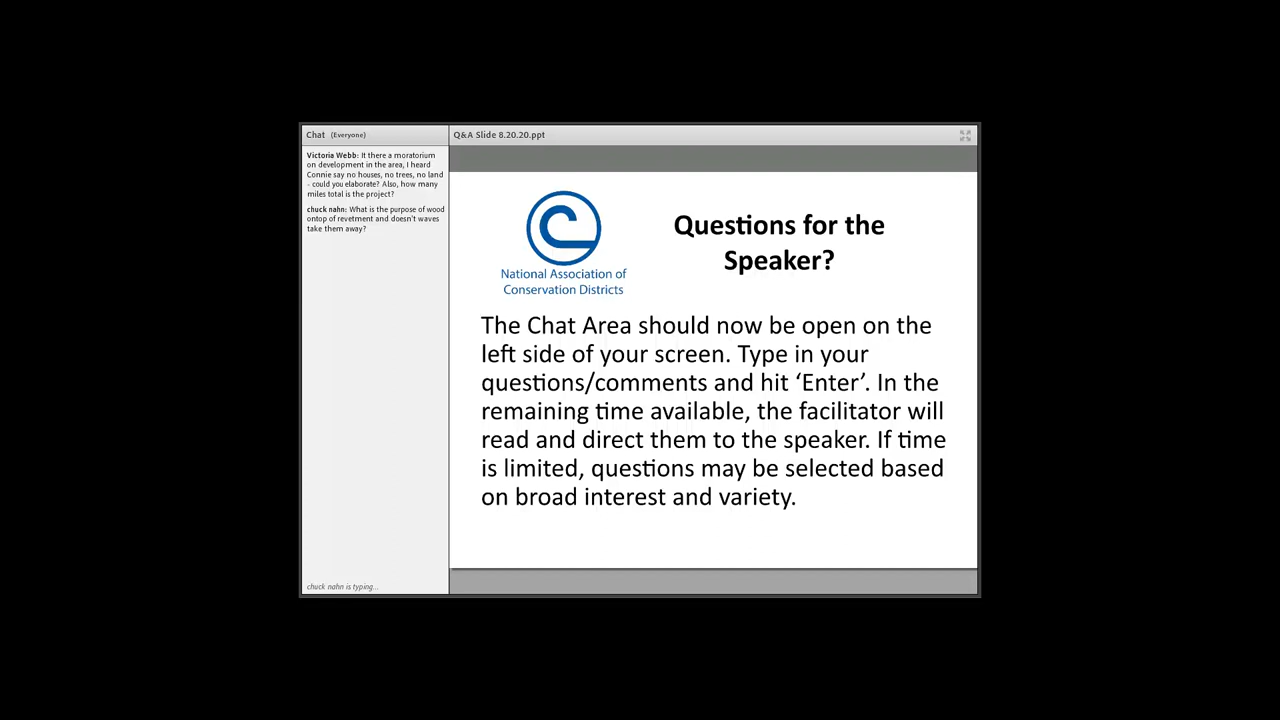 Chat (Everyone)
Victoria Webb: It there a moratorium
on development in the area, I heard
Connie say no houses, no trees, no land
- could you elaborate? Also, how many
miles total is the project?
chuck nahn: What is the purpose of wood
ontop of revetment and doesn't waves
take them away?
chuck nahn is typing...
Q&A Slide 8.20.20.ppt
National Association of
Conservation Districts
Questions for the
Speaker?
The Chat Area should now be open on the
left side of your screen. Type in your
questions/comments and hit ‘Enter’. In the
remaining time available, the facilitator will
read and direct them to the speaker. If time
is limited, questions may be selected based
on broad interest and variety.